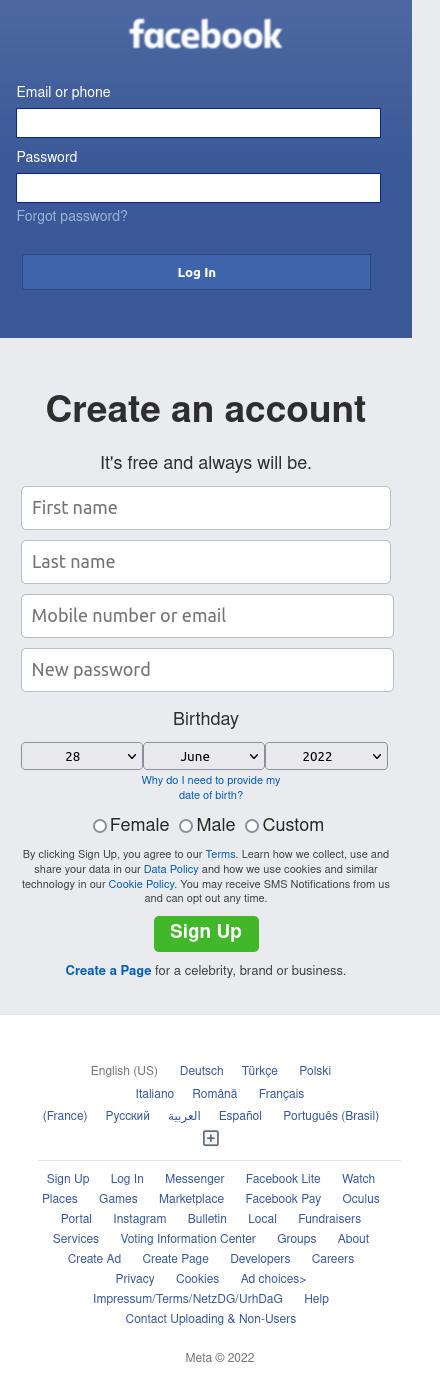 facebook
Email or phone
Password
Forgot password?
Log In
Create an account
It's free and always will be.
First name
Last name
Mobile number or email
New password
Birthday
28 June 2022
Why do I need to provide my
date of birth?
Female Male Custom
By clicking Sign Up, you agree to our Terms. Learn how we collect, use and
share your data in our Data Policy and how we use cookies and similar
technology in our Cookie Policy. You may receive SMS Notifications from us
and can opt out any time.
Sign Up
Create a Page for a celebrity, brand or business.
English (US) Deutsch Türkçe Polski
Italiano Română Français
(France) Русский العربية Español Português (Brasil)
Sign Up Log In Messenger Facebook Lite Watch
Places Games Marketplace Facebook Pay Oculus
Portal Instagram Bulletin Local Fundraisers
Services Voting Information Center Groups About
Create Ad Create Page Developers Careers
Privacy Cookies Ad choices>
Impressum/Terms/NetzDG/UrhDaG Help
Contact Uploading & Non-Users
Meta © 2022